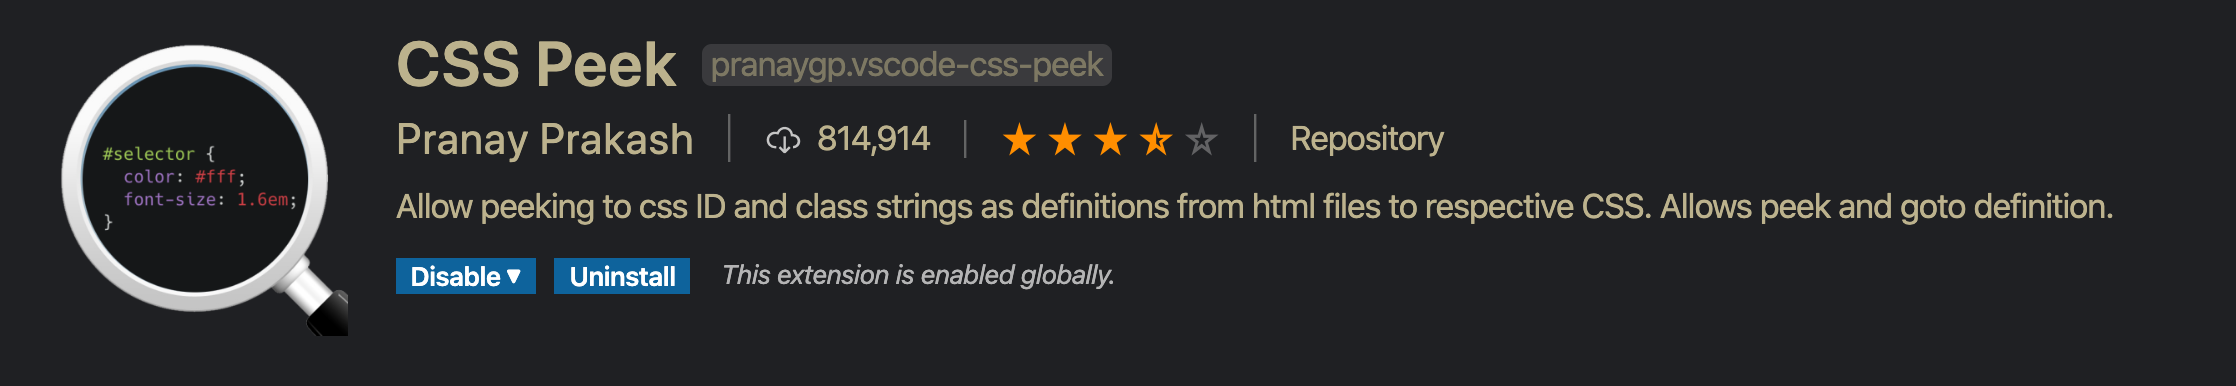 #selector {
color: #fff;
font-size: 1.6em;
}
CSS Peek pranaygp.vscode-css-peek
Pranay Prakash 814,914 Repository
Allow peeking to css ID and class strings as definitions from html files to respective CSS. Allows peek and goto definition.
Disable Uninstall This extension is enabled globally.